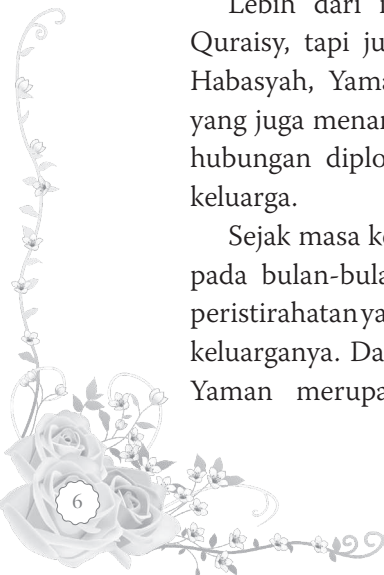 Lebih dari
Quraisy, tapi
Habasyah,
yang juga
hubungan
keluarga.
Sejak masa
pada
peristirahatan
keluarganya.
Yaman
6